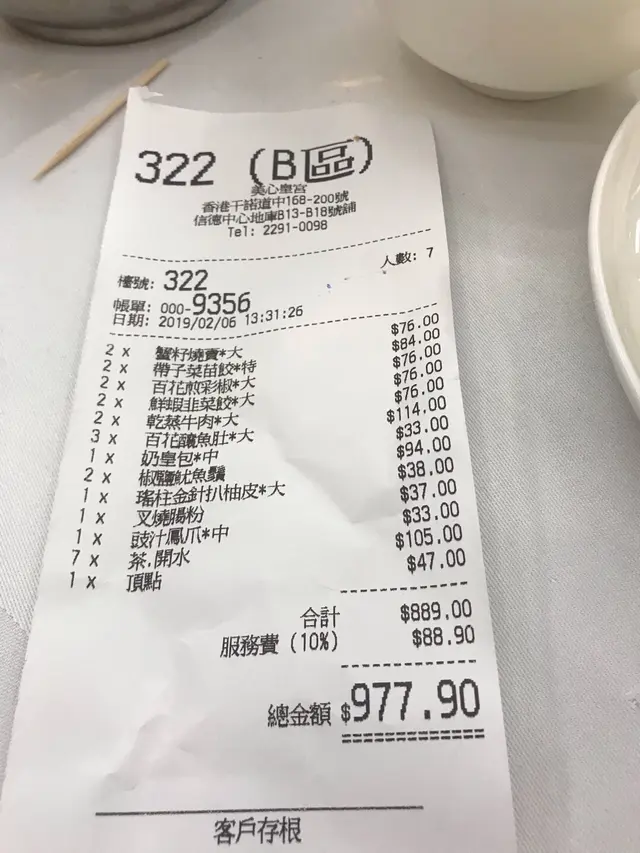 322 (B區)
美心皇宮
香港干諾道中168-200號
信德中心地庫B13-B18號舖
Tel: 2291-0098
人數: 7
檯號: 322
帳單: 000-9356
日期: 2019/02/06 13:31:26
2 x 蟹籽燒賣*大 $76.00
2 x 帶子菜苗餃*特 $84.00
2 x 百花煎彩椒*大 $76.00
2 x 鮮蝦韭菜餃*大 $76.00
2 x 乾蒸牛肉*大 $76.00
3 x 百花釀魚肚*大 $114.00
1 x 奶皇包*中 $33.00
2 x 椒鹽魷魚鬚 $94.00
1 x 瑤柱金針扒柚皮*大 $38.00
1 x 叉燒腸粉 $37.00
1 x 豉汁鳳爪*中 $33.00
7 x 茶,開水 $105.00
1 x 頂點 $47.00
合計 $889.00
服務費 (10%) $88.90
總金額 $977.90
客戶存根